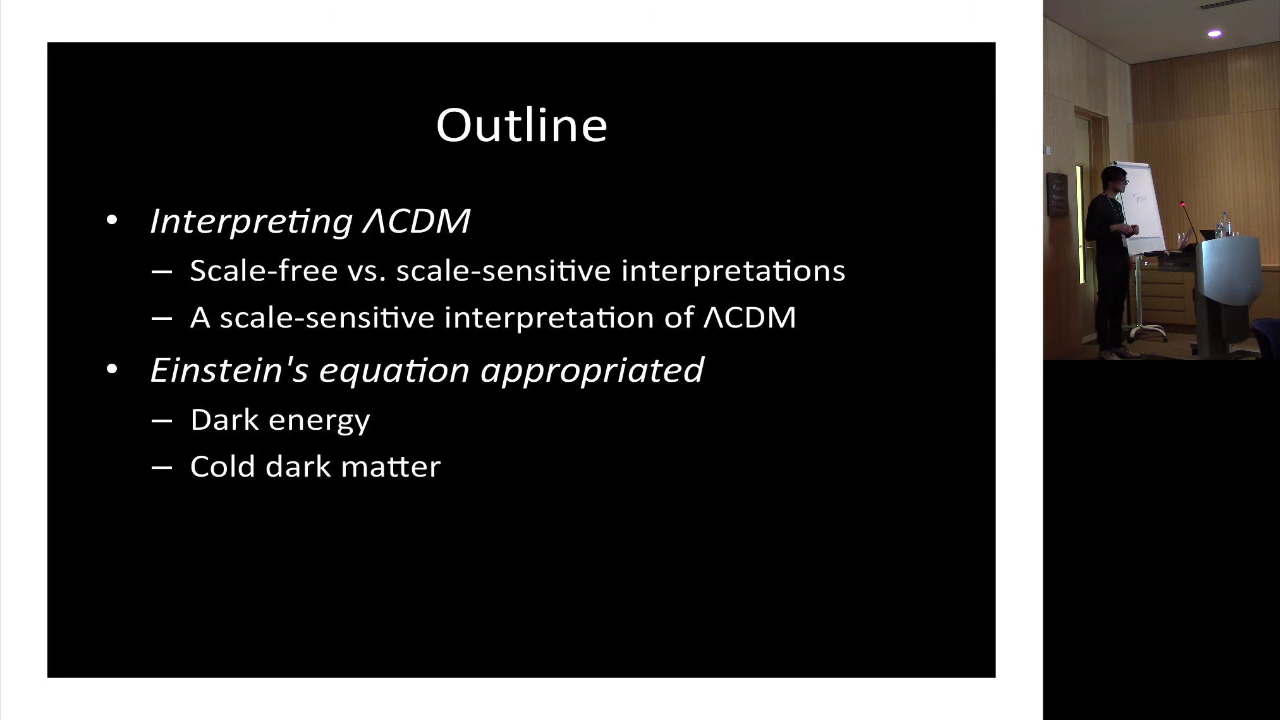 Outline
• Interpreting ΛCDM
– Scale-free vs. scale-sensitive interpretations
– A scale-sensitive interpretation of ΛCDM
• Einstein's equation appropriated
– Dark energy
– Cold dark matter